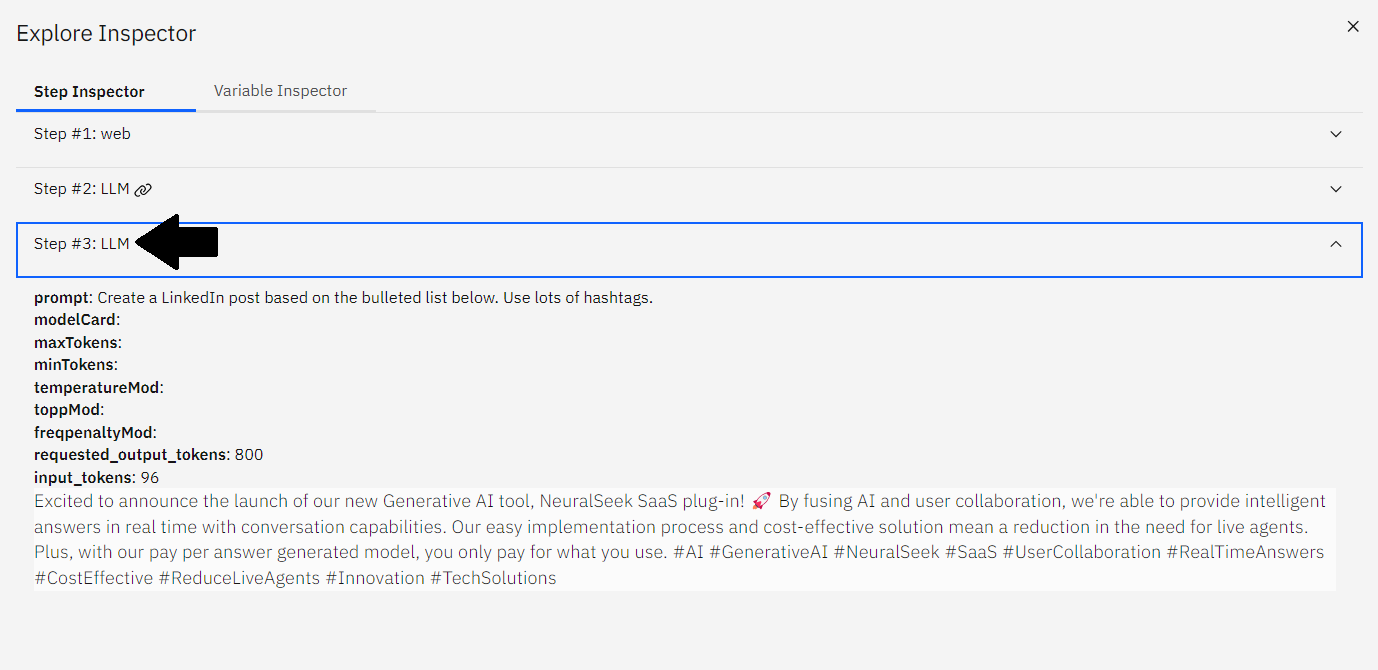 Explore Inspector
Step Inspector
Variable Inspector
Step #1: web
Step #2: LLM
Step #3: LLM
prompt: Create a LinkedIn post based on the bulleted list below. Use lots of hashtags.
modelCard:
maxTokens:
minTokens:
temperatureMod:
toppMod:
freqpenaltyMod:
requested_output_tokens: 800
input_tokens: 96
Excited to announce the launch of our new Generative AI tool, NeuralSeek SaaS plug-in! 🚀 By fusing AI and user collaboration, we're able to provide intelligent
answers in real time with conversation capabilities. Our easy implementation process and cost-effective solution mean a reduction in the need for live agents.
Plus, with our pay per answer generated model, you only pay for what you use. #AI #GenerativeAI #NeuralSeek #SaaS #UserCollaboration #RealTimeAnswers
#CostEffective #ReduceLiveAgents #Innovation #TechSolutions